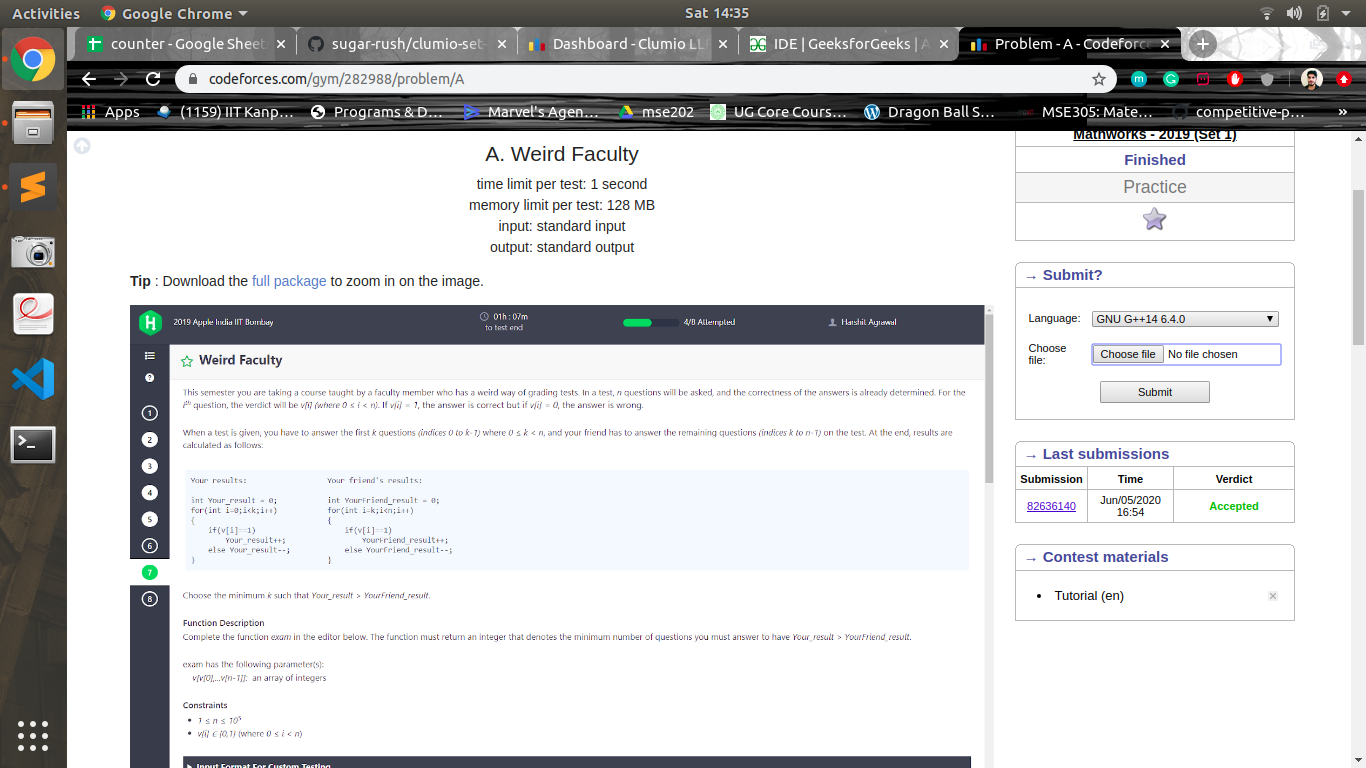 Activities
Google Chrome
Sat 14:35
counter - Google Sheet
sugar-rush/clumio-set-
Dashboard - Clumio LLP
IDE | GeeksforGeeks | A
Problem - A - Codeforce
codeforces.com/gym/282988/problem/A
Apps
(1159) IIT Kanp...
Programs & D...
Marvel's Agen...
mse202
UG Core Cours...
Dragon Ball S...
MSE305: Mate...
competitive-p...
»
A. Weird Faculty
time limit per test: 1 second
memory limit per test: 128 MB
input: standard input
output: standard output
Tip : Download the full package to zoom in on the image.
2019 Apple India IIT Bombay
01h : 07m
to test end
4/8 Attempted
Harshit Agrawal
Weird Faculty
This semester you are taking a course taught by a faculty member who has a weird way of grading tests. In a test, n questions will be asked, and the correctness of the answers is already determined. For the
ith question, the verdict will be v[i] (where 0 ≤ i < n). If v[i] = 1, the answer is correct but if v[i] = 0, the answer is wrong.
When a test is given, you have to answer the first k questions (indices 0 to k-1) where 0 ≤ k < n, and your friend has to answer the remaining questions (indices k to n-1) on the test. At the end, results are
calculated as follows:
Your results: Your friend's results:
int Your_result = 0; int YourFriend_result = 0;
for(int i=0;i<k;i++) for(int i=k;i<n;i++)
{ {
if(v[i]==1) if(v[i]==1)
Your_result++; YourFriend_result++;
else Your_result--; else YourFriend_result--;
} }
Choose the minimum k such that Your_result > YourFriend_result.
Function Description
Complete the function exam in the editor below. The function must return an integer that denotes the minimum number of questions you must answer to have Your_result > YourFriend_result.
exam has the following parameter(s):
v[v[0],...v[n-1]]: an array of integers
Constraints
• 1 ≤ n ≤ 10⁵
• v[i] ∈ {0,1} (where 0 ≤ i < n)
Input Format For Custom Testing
1
2
3
4
5
6
7
8
Mathworks - 2019 (Set 1)
Finished
Practice
→ Submit?
Language: GNU G++14 6.4.0
Choose
file:
Choose file No file chosen
Submit
→ Last submissions
Submission Time Verdict
82636140 Jun/05/2020
16:54 Accepted
→ Contest materials
• Tutorial (en)